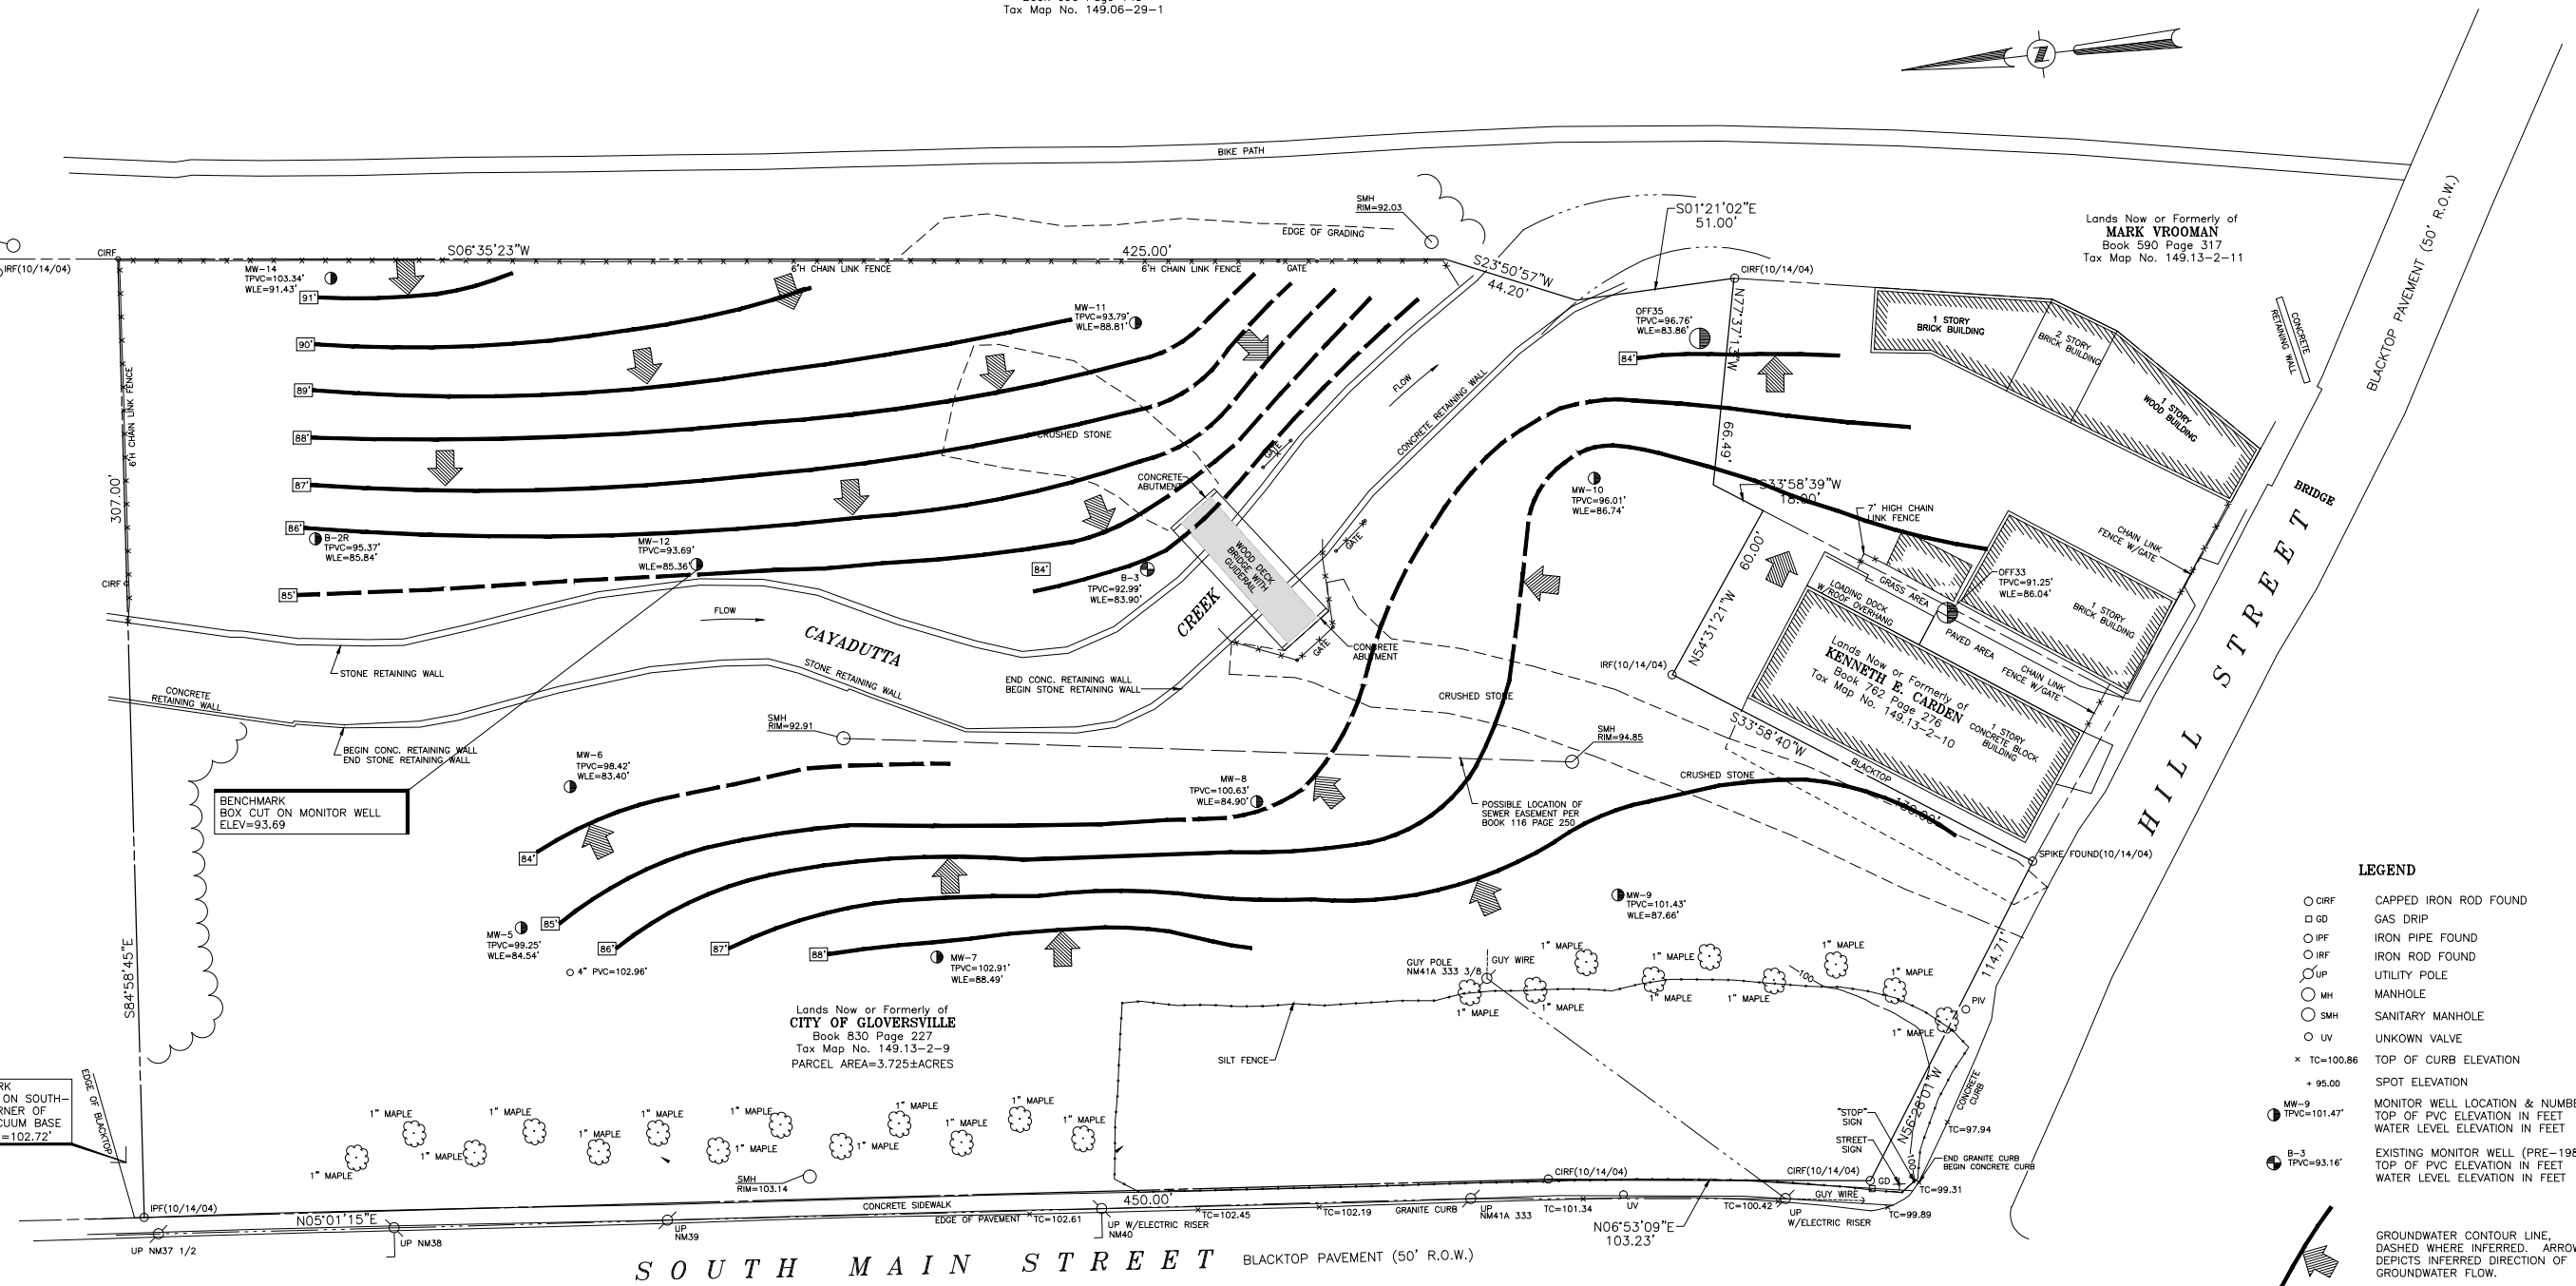 Tax Map No. 149.06-29-1
BIKE PATH
SMH
RIM=92.03
EDGE OF GRADING
S01°21'02"E
51.00'
Lands Now or Formerly of
MARK VROOMAN
Book 590 Page 317
Tax Map No. 149.13-2-11
BLACKTOP PAVEMENT (50' R.O.W.)
IRF(10/14/04)
CIRF
S06°35'23"W
425.00'
6'H CHAIN LINK FENCE
6'H CHAIN LINK FENCE
GATE
S23°50'57"W
44.20'
CIRF(10/14/04)
MW-14
TPVC=103.34'
WLE=91.43'
91'
90'
89'
88'
87'
86'
85'
6'H CHAIN LINK FENCE
307.00'
MW-11
TPVC=93.79'
WLE=88.81'
OFF35
TPVC=96.76'
WLE=83.86'
84'
N77°37'13"W
66.49'
1 STORY
BRICK BUILDING
2 STORY
BRICK BUILDING
1 STORY
WOOD BUILDING
CONCRETE
RETAINING WALL
FLOW
CONCRETE RETAINING WALL
CRUSHED STONE
GATE
CONCRETE
ABUTMENT
WOOD DECK
BRIDGE WITH
GUIDERAIL
GATE
GATE
CONCRETE
ABUTMENT
MW-10
TPVC=96.01'
WLE=86.74'
S33°58'39"W
18.00'
7' HIGH CHAIN
LINK FENCE
BRIDGE
CHAIN LINK
FENCE W/GATE
B-2R
TPVC=95.37'
WLE=85.84'
MW-12
TPVC=93.69'
WLE=85.36'
84'
B-3
TPVC=92.99'
WLE=83.90'
CIRF
FLOW
CAYADUTTA
CREEK
60.00'
N54°31'21"W
GRASS AREA
LOADING DOCK
W/ROOF OVERHANG
OFF33
TPVC=91.25'
WLE=86.04'
1 STORY
BRICK BUILDING
PAVED AREA
CHAIN LINK
FENCE W/GATE
Lands Now or Formerly of
KENNETH E. CARDEN
Book 762 Page 276
Tax Map No. 149.13-2-10
1 STORY
CONCRETE BLOCK
BUILDING
HILL STREET
STONE RETAINING WALL
CONCRETE
RETAINING WALL
STONE RETAINING WALL
END CONC. RETAINING WALL
BEGIN STONE RETAINING WALL
IRF(10/14/04)
CRUSHED STONE
BEGIN CONC. RETAINING WALL
END STONE RETAINING WALL
SMH
RIM=92.91
SMH
RIM=94.85
S33°58'40"W
BLACKTOP
130.00'
CRUSHED STONE
MW-6
TPVC=98.42'
WLE=83.40'
MW-8
TPVC=100.63'
WLE=84.90'
POSSIBLE LOCATION OF
SEWER EASEMENT PER
BOOK 116 PAGE 250
BENCHMARK
BOX CUT ON MONITOR WELL
ELEV=93.69
SPIKE FOUND(10/14/04)
84'
85'
86'
87'
88'
MW-5
TPVC=99.25'
WLE=84.54'
4" PVC=102.96'
MW-7
TPVC=102.91'
WLE=88.49'
MW-9
TPVC=101.43'
WLE=87.66'
114.71'
S84°58'45"E
GUY POLE
NM41A 333 3/8
GUY WIRE
1" MAPLE
1" MAPLE
1" MAPLE
1" MAPLE
1" MAPLE
1" MAPLE
1" MAPLE
1" MAPLE
1" MAPLE
100
PIV
Lands Now or Formerly of
CITY OF GLOVERSVILLE
Book 830 Page 227
Tax Map No. 149.13-2-9
PARCEL AREA=3.725±ACRES
SILT FENCE
EDGE OF BLACKTOP
RK
ON SOUTH-
RNER OF
CUUM BASE
=102.72'
1" MAPLE
1" MAPLE
1" MAPLE
1" MAPLE
1" MAPLE
1" MAPLE
1" MAPLE
1" MAPLE
1" MAPLE
1" MAPLE
1" MAPLE
1" MAPLE
1" MAPLE
SMH
RIM=103.14
N56°28'01"W
CONCRETE
CURB
"STOP"
SIGN
STREET
SIGN
100
TC=97.94
END GRANITE CURB
BEGIN CONCRETE CURB
CIRF(10/14/04)
CIRF(10/14/04)
GD
TC=99.31
TC=99.89
IPF(10/14/04)
N05°01'15"E
450.00'
CONCRETE SIDEWALK
EDGE OF PAVEMENT
TC=102.61
TC=102.45
TC=102.19
GRANITE CURB
UP
NM41A 333
TC=101.34
UV
TC=100.42
UP
W/ELECTRIC RISER
GUY WIRE
N06°53'09"E
103.23'
UP NM37 1/2
UP NM38
UP
NM39
UP W/ELECTRIC RISER
NM40
SOUTH MAIN STREET
BLACKTOP PAVEMENT (50' R.O.W.)
LEGEND
CIRF CAPPED IRON ROD FOUND
GD GAS DRIP
IPF IRON PIPE FOUND
IRF IRON ROD FOUND
UP UTILITY POLE
MH MANHOLE
SMH SANITARY MANHOLE
UV UNKOWN VALVE
× TC=100.86 TOP OF CURB ELEVATION
+ 95.00 SPOT ELEVATION
MW-9
TPVC=101.47'
MONITOR WELL LOCATION & NUMBE
TOP OF PVC ELEVATION IN FEET
WATER LEVEL ELEVATION IN FEET
B-3
TPVC=93.16'
EXISTING MONITOR WELL (PRE-198
TOP OF PVC ELEVATION IN FEET
WATER LEVEL ELEVATION IN FEET
GROUNDWATER CONTOUR LINE,
DASHED WHERE INFERRED. ARROW
DEPICTS INFERRED DIRECTION OF
GROUNDWATER FLOW.